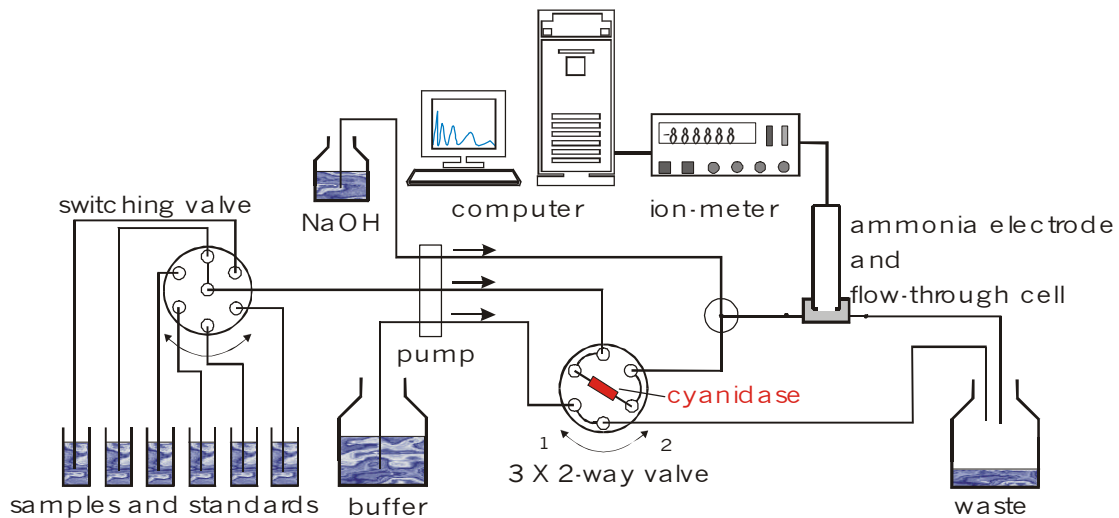 -888888
switching valve
NaOH
computer
ion-meter
ammonia electrode
and
flow-through cell
pump
cyanidase
1 2
3 X 2-way valve
samples and standards
buffer
waste